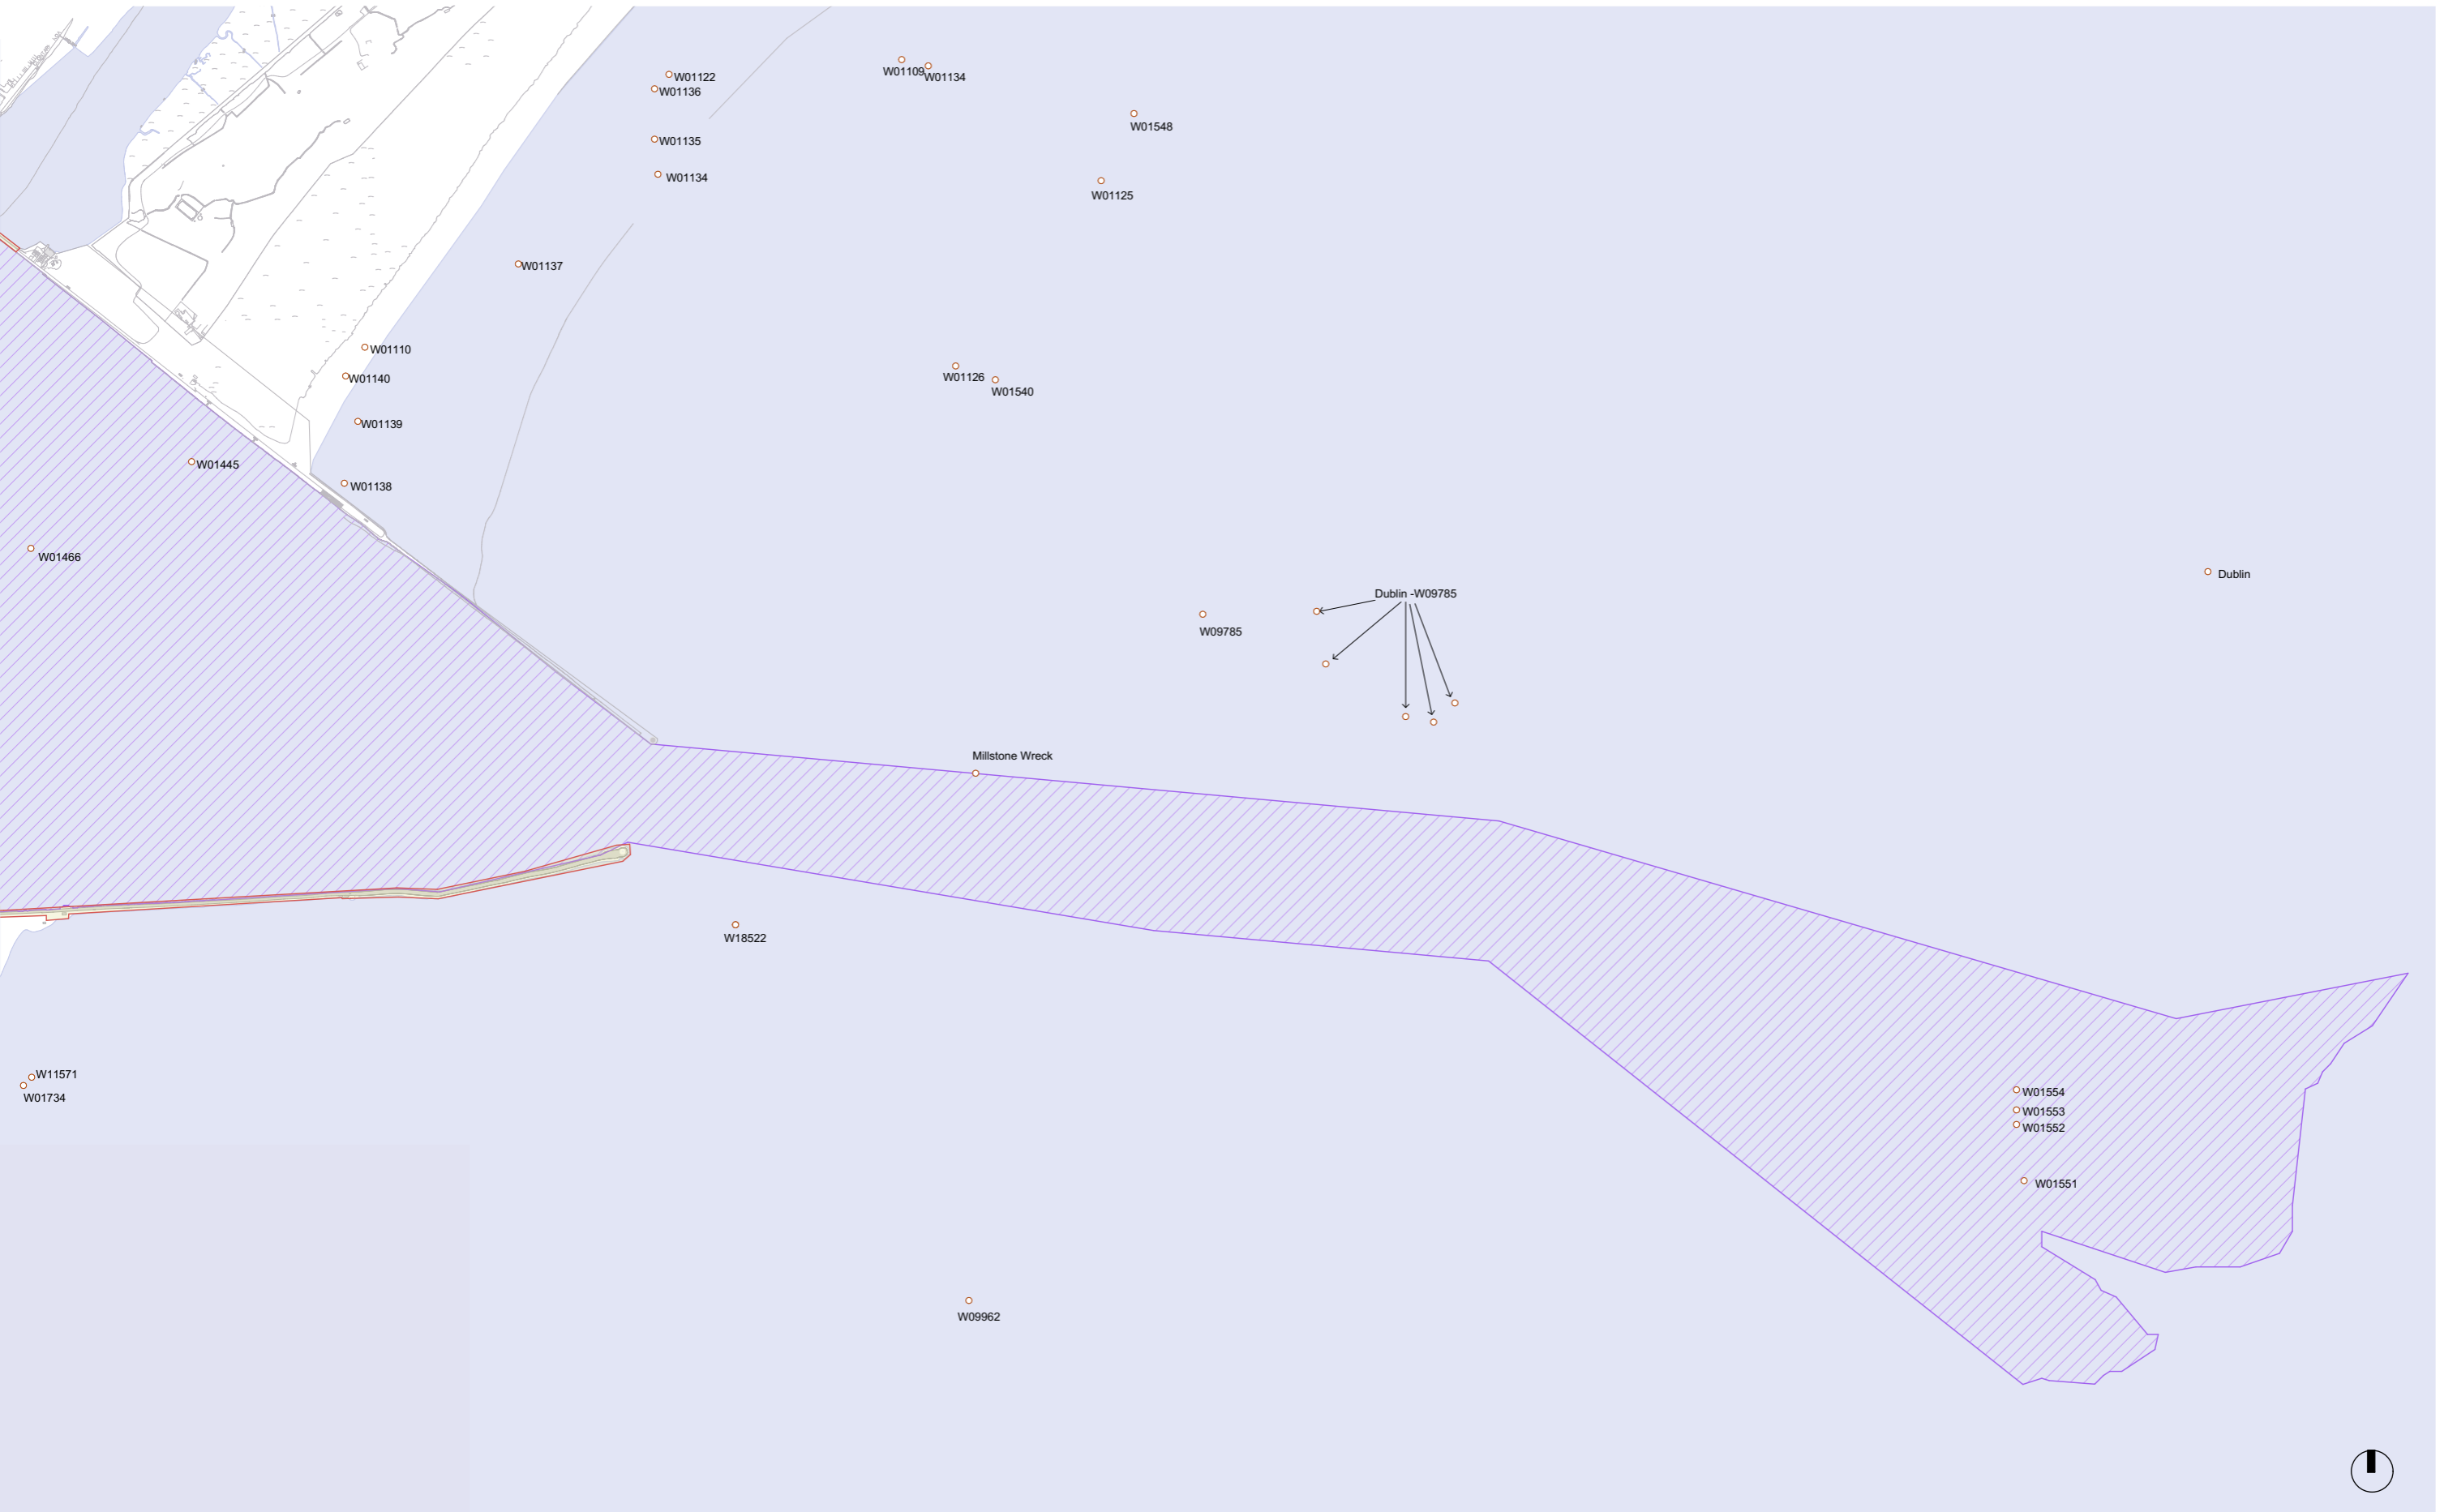 W01109
W01134
W01122
W01136
W01548
W01135
W01134
W01125
W01137
W01110
W01140
W01126
W01540
W01139
W01445
W01138
W01466
Dublin
Dublin -W09785
W09785
Millstone Wreck
W18522
W11571
W01734
W01554
W01553
W01552
W01551
W09962